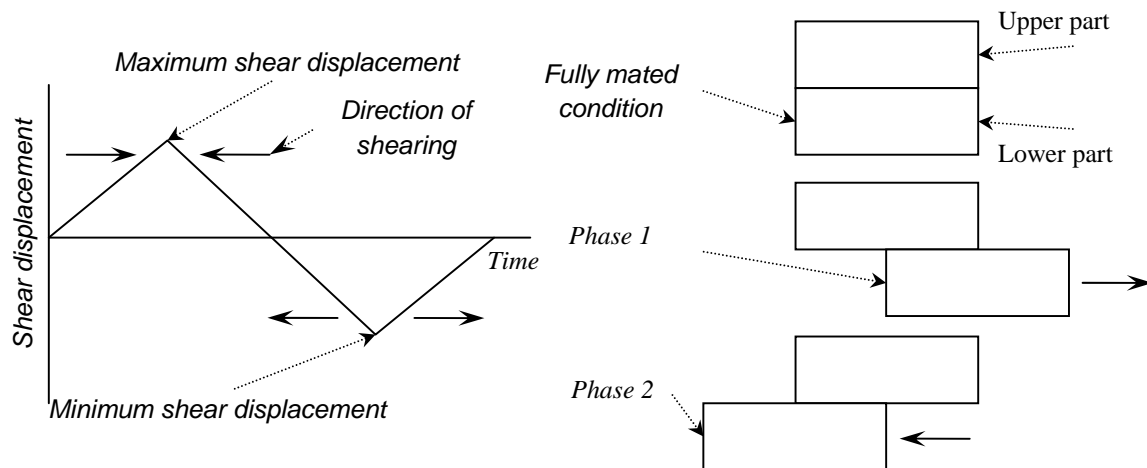 Maximum shear displacement
Direction of
shearing
Shear displacement
Time
Minimum shear displacement
Upper part
Fully mated
condition
Lower part
Phase 1
Phase 2